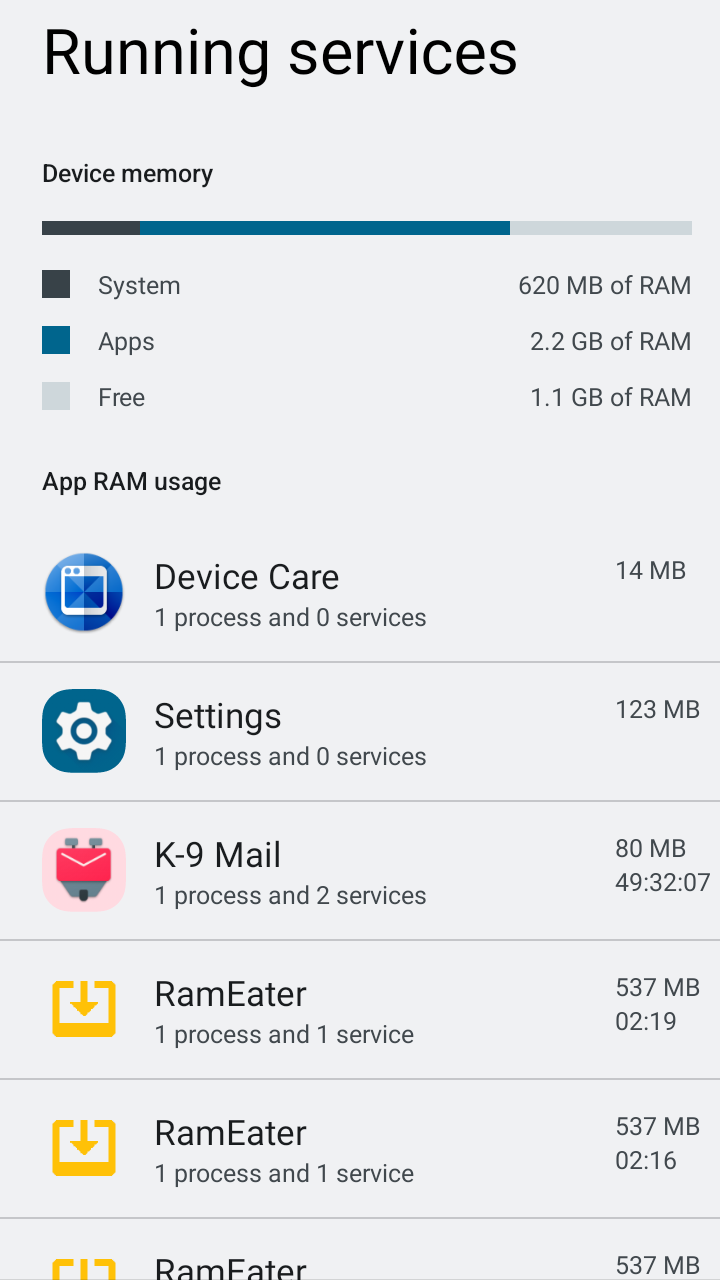 Running services
Device memory
System 620 MB of RAM
Apps 2.2 GB of RAM
Free 1.1 GB of RAM
App RAM usage
Device Care 14 MB
1 process and 0 services
Settings 123 MB
1 process and 0 services
K-9 Mail 80 MB
1 process and 2 services 49:32:07
RamEater 537 MB
1 process and 1 service 02:19
RamEater 537 MB
1 process and 1 service 02:16
RamEater 537 MB